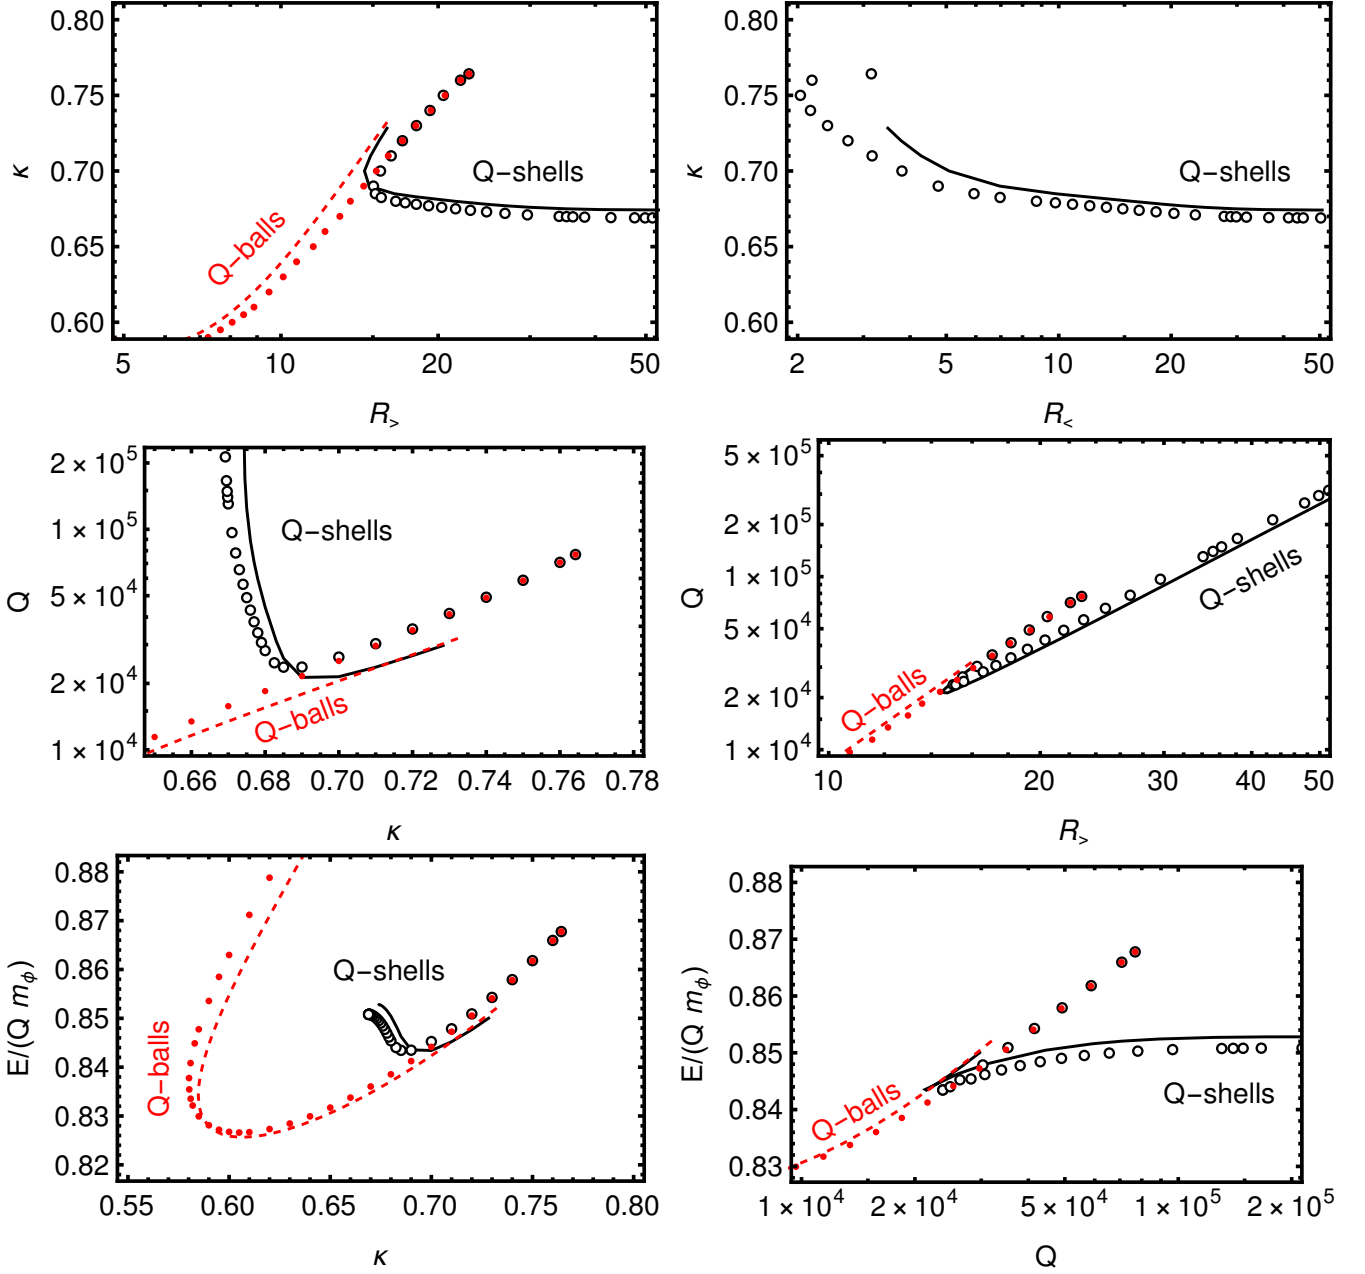 0.80
0.75
0.70
0.65
0.60
κ
Q−shells
Q−balls
5
10
20
50
R>
0.80
0.75
0.70
0.65
0.60
κ
Q−shells
2
5
10
20
50
R<
2 × 10^5
1 × 10^5
5 × 10^4
2 × 10^4
1 × 10^4
Q
Q−shells
Q−balls
0.66
0.68
0.70
0.72
0.74
0.76
0.78
κ
5 × 10^5
2 × 10^5
1 × 10^5
5 × 10^4
2 × 10^4
1 × 10^4
Q
Q−balls
Q−shells
10
20
30
40
50
R>
0.88
0.87
0.86
0.85
0.84
0.83
0.82
E/(Q mϕ)
Q−shells
Q−balls
0.55
0.60
0.65
0.70
0.75
0.80
κ
0.88
0.87
0.86
0.85
0.84
0.83
E/(Q mϕ)
Q−balls
Q−shells
1 × 10^4
2 × 10^4
5 × 10^4
1 × 10^5
2 × 10^5
Q